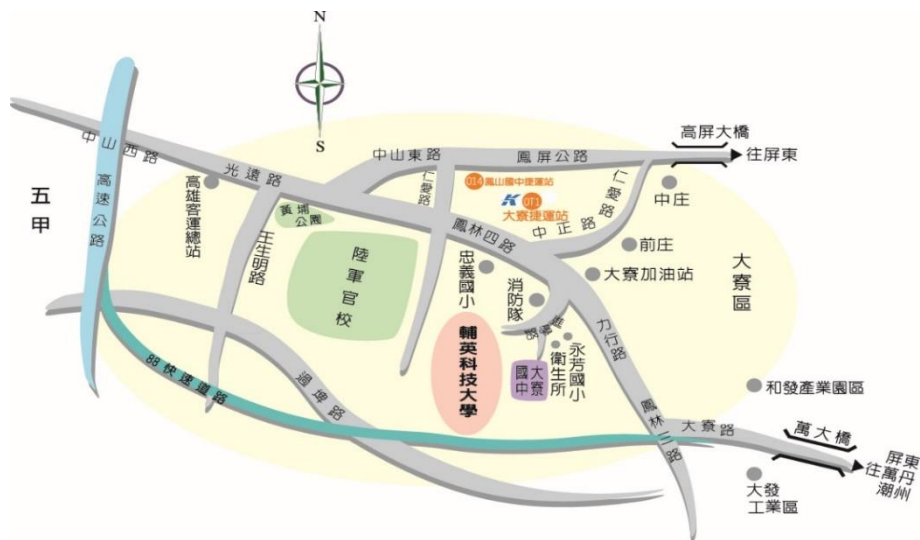 N
S
高屏大橋
往屏東
中山西路
光遠路
中山東路
鳳屏公路
仁愛路
仁愛路
014鳳山國中捷運站
K OT1
大寮捷運站
中庄
五甲
高速公路
高雄客運總站
黃埔
公園
王生明路
鳳林四路
中正路
前庄
大寮區
陸軍官校
忠義國小
消防隊
大寮加油站
力行路
輔英科技大學
進學路
大寮
國中
衛生所
永芳國小
88快速道路
過埤路
和發產業園區
鳳林三路
大寮路
萬大橋
屏東
往萬丹
潮州
大發
工業區